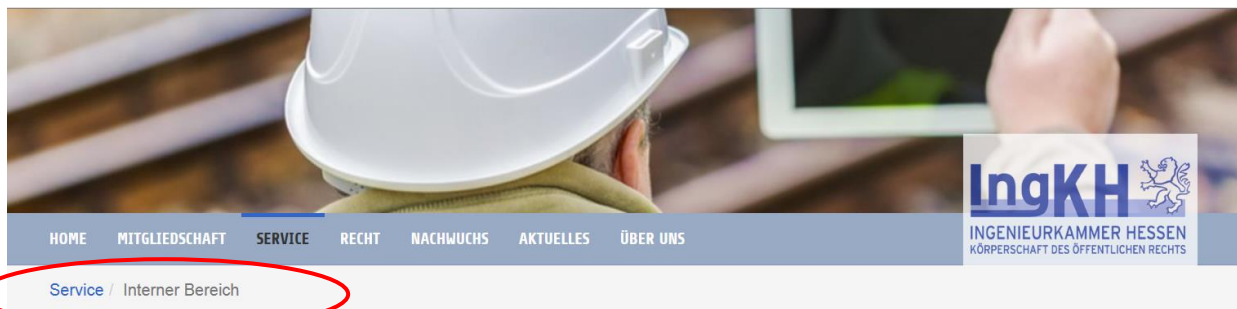 IngKH
INGENIEURKAMMER HESSEN
KÖRPERSCHAFT DES ÖFFENTLICHEN RECHTS
HOME MITGLIEDSCHAFT SERVICE RECHT NACHWUCHS AKTUELLES ÜBER UNS
Service / Interner Bereich